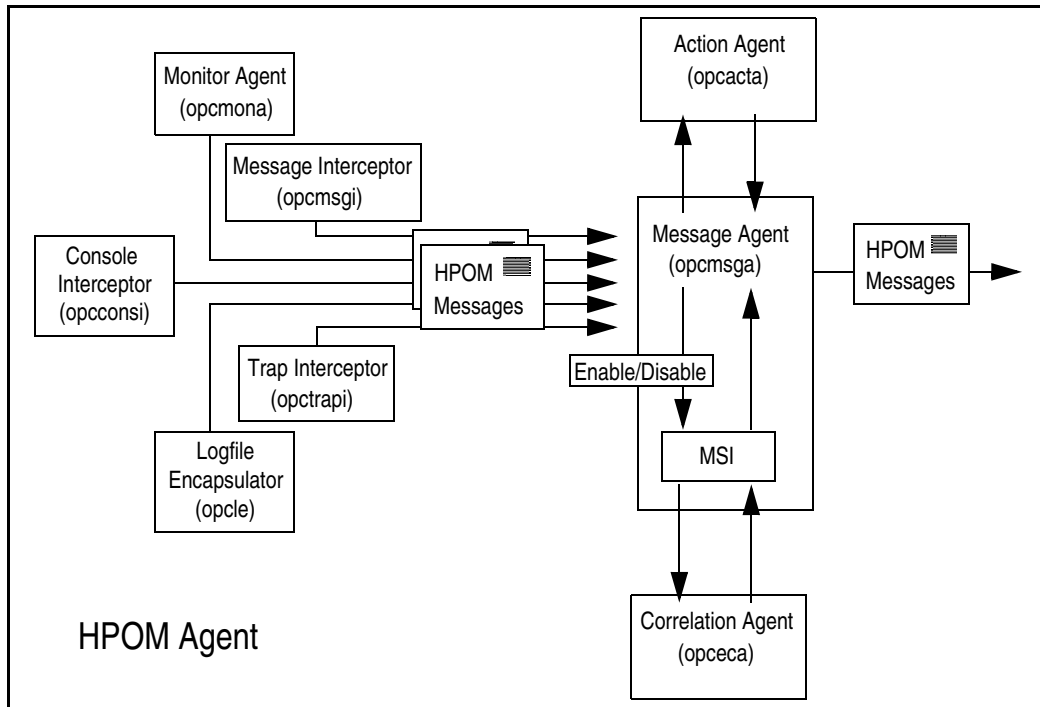 Action Agent
(opcacta)
Monitor Agent
(opcmona)
Message Interceptor
(opcmsgi)
Console
Interceptor
(opcconsi)
HPOM
Messages
Message Agent
(opcmsga)
HPOM
Messages
Trap Interceptor
(opctrapi)
Enable/Disable
Logfile
Encapsulator
(opcle)
MSI
Correlation Agent
(opceca)
HPOM Agent